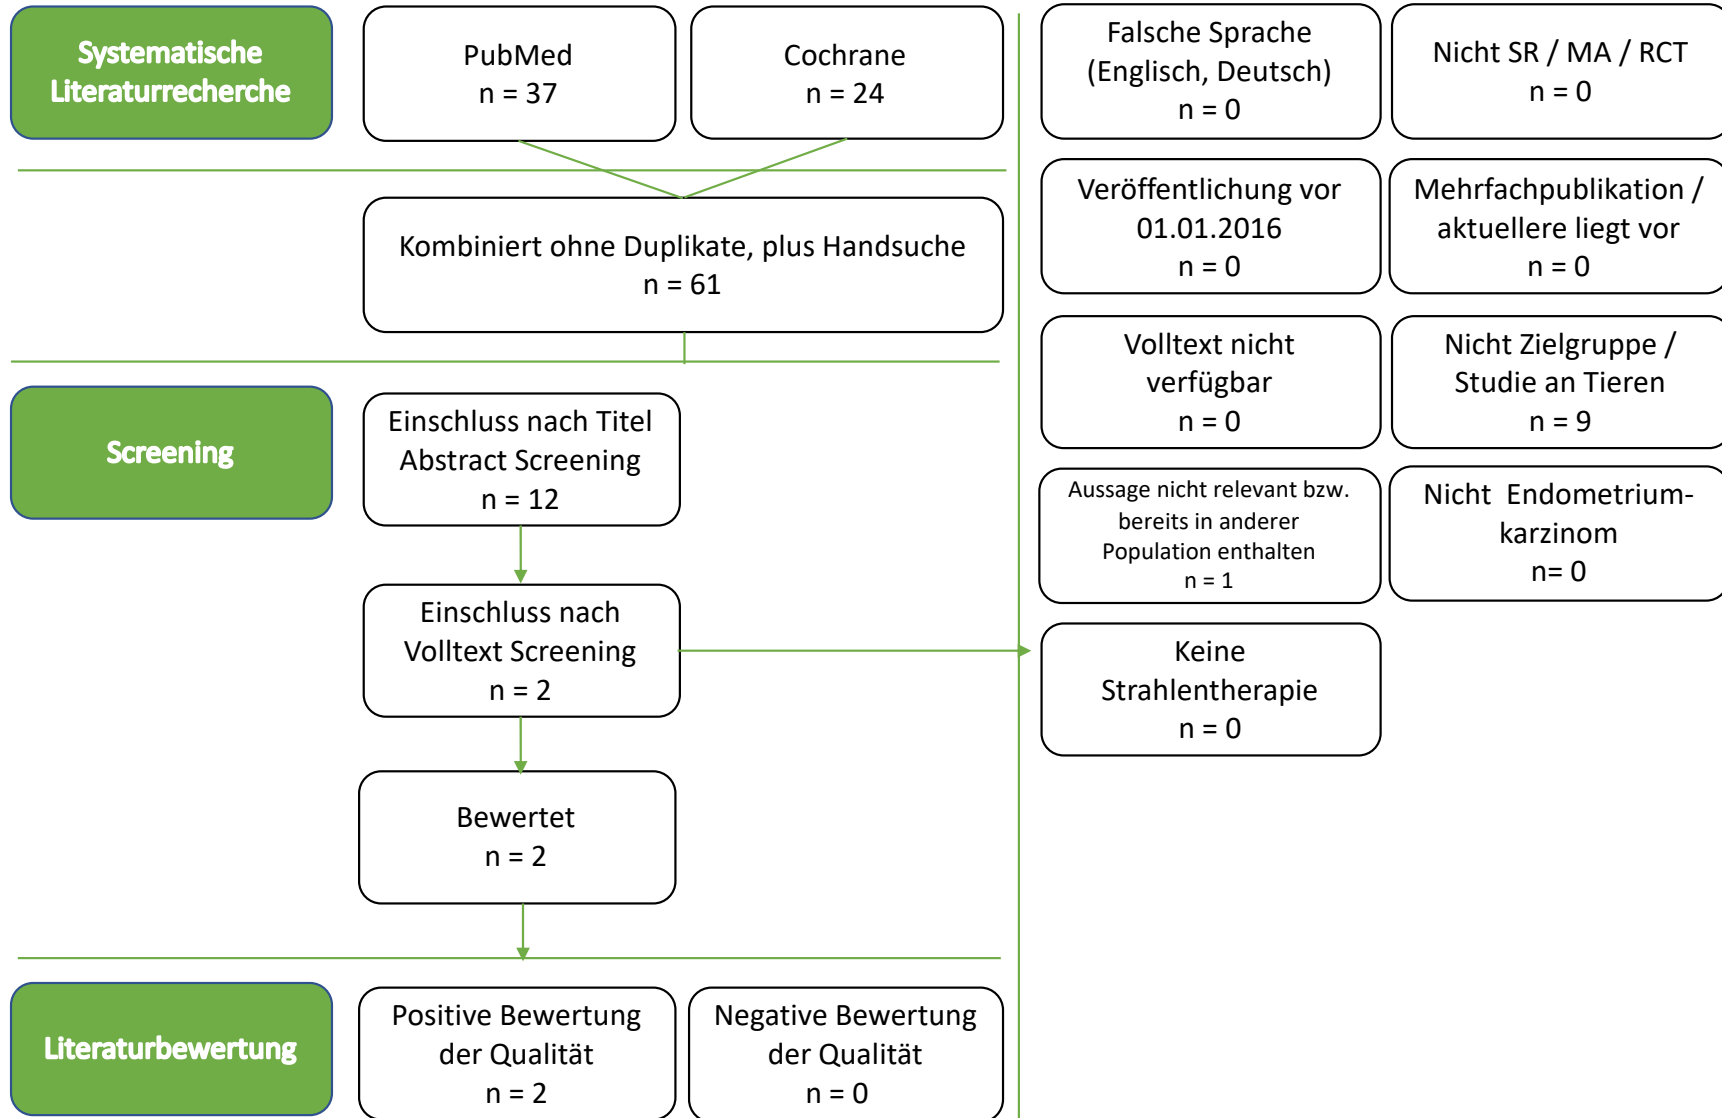 Systematische
Literaturrecherche
PubMed
n = 37
Cochrane
n = 24
Kombiniert ohne Duplikate, plus Handsuche
n = 61
Screening
Einschluss nach Titel
Abstract Screening
n = 12
Einschluss nach
Volltext Screening
n = 2
Bewertet
n = 2
Literaturbewertung
Positive Bewertung
der Qualität
n = 2
Negative Bewertung
der Qualität
n = 0
Falsche Sprache
(Englisch, Deutsch)
n = 0
Nicht SR / MA / RCT
n = 0
Veröffentlichung vor
01.01.2016
n = 0
Mehrfachpublikation /
aktuellere liegt vor
n = 0
Volltext nicht
verfügbar
n = 0
Nicht Zielgruppe /
Studie an Tieren
n = 9
Aussage nicht relevant bzw.
bereits in anderer
Population enthalten
n = 1
Nicht Endometrium-
karzinom
n= 0
Keine
Strahlentherapie
n = 0